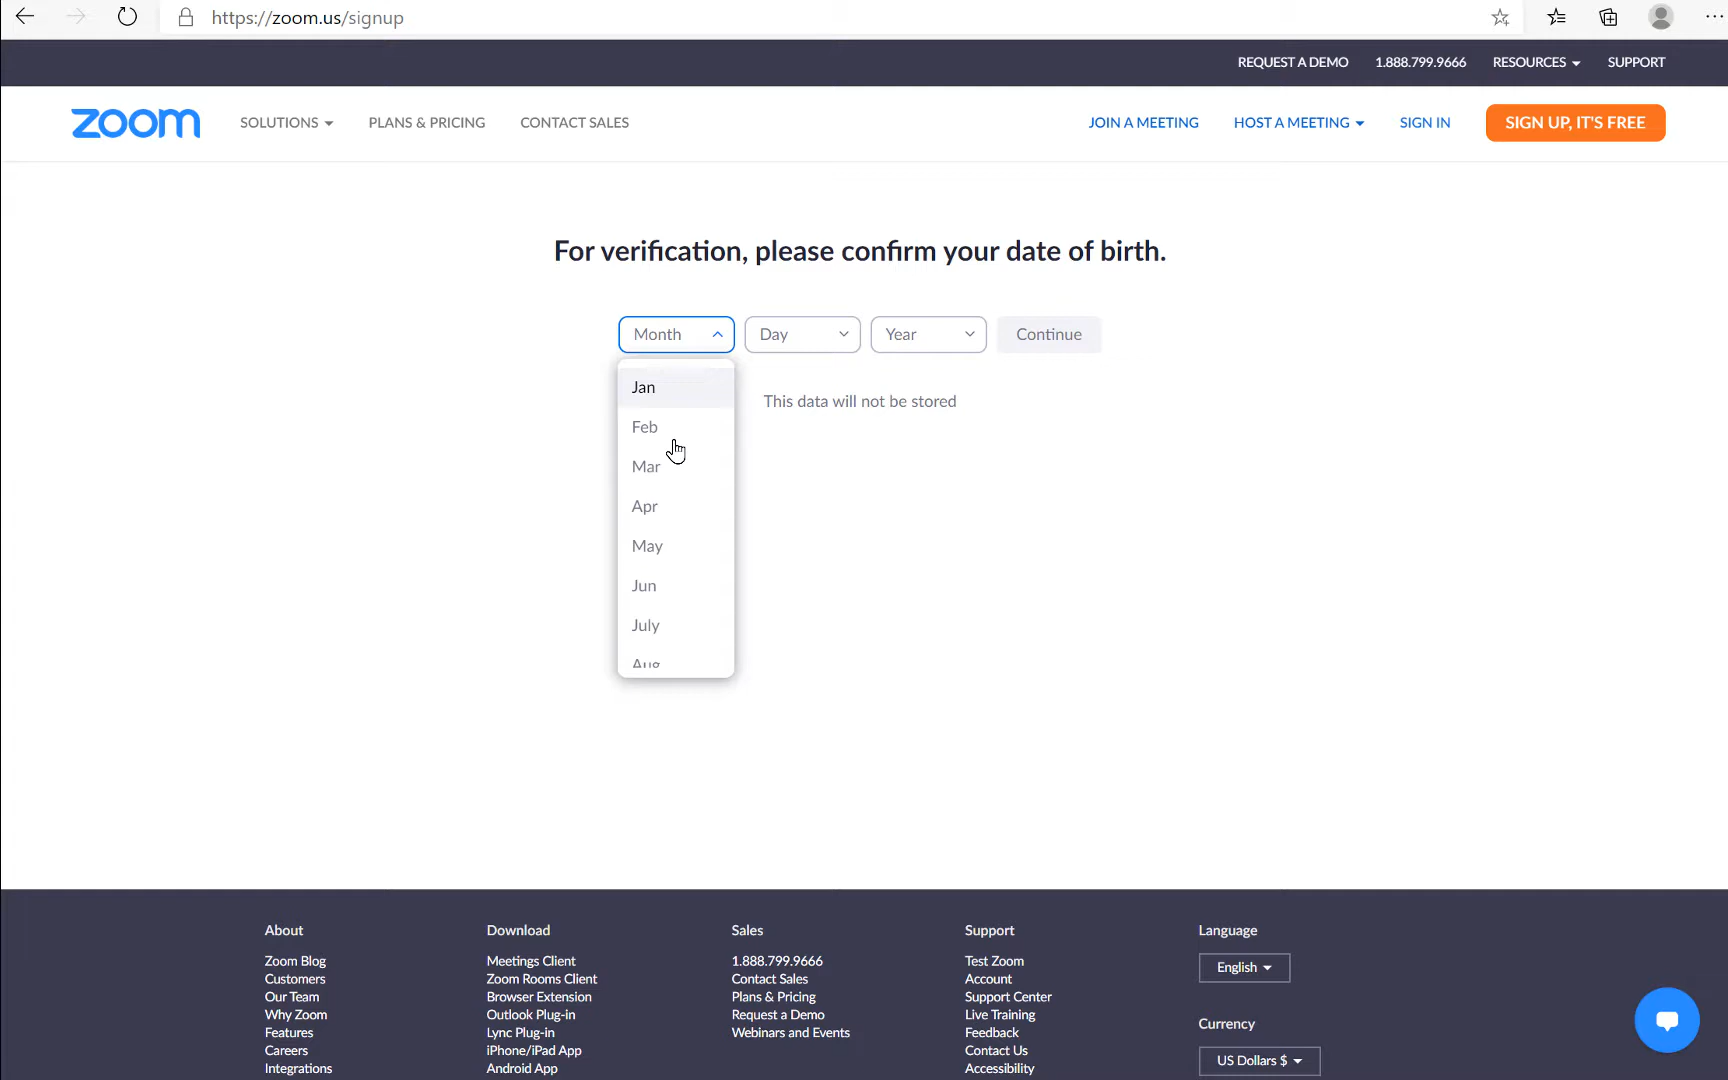 https://zoom.us/signup
REQUEST A DEMO 1.888.799.9666 RESOURCES SUPPORT
zoom SOLUTIONS PLANS & PRICING CONTACT SALES JOIN A MEETING HOST A MEETING SIGN IN SIGN UP, IT'S FREE
For verification, please confirm your date of birth.
Month Day Year Continue
Jan
This data will not be stored
Feb
Mar
Apr
May
Jun
July
Aug
About
Zoom Blog
Customers
Our Team
Why Zoom
Features
Careers
Integrations
Download
Meetings Client
Zoom Rooms Client
Browser Extension
Outlook Plug-in
Lync Plug-in
iPhone/iPad App
Android App
Sales
1.888.799.9666
Contact Sales
Plans & Pricing
Request a Demo
Webinars and Events
Support
Test Zoom
Account
Support Center
Live Training
Feedback
Contact Us
Accessibility
Language
English
Currency
US Dollars $